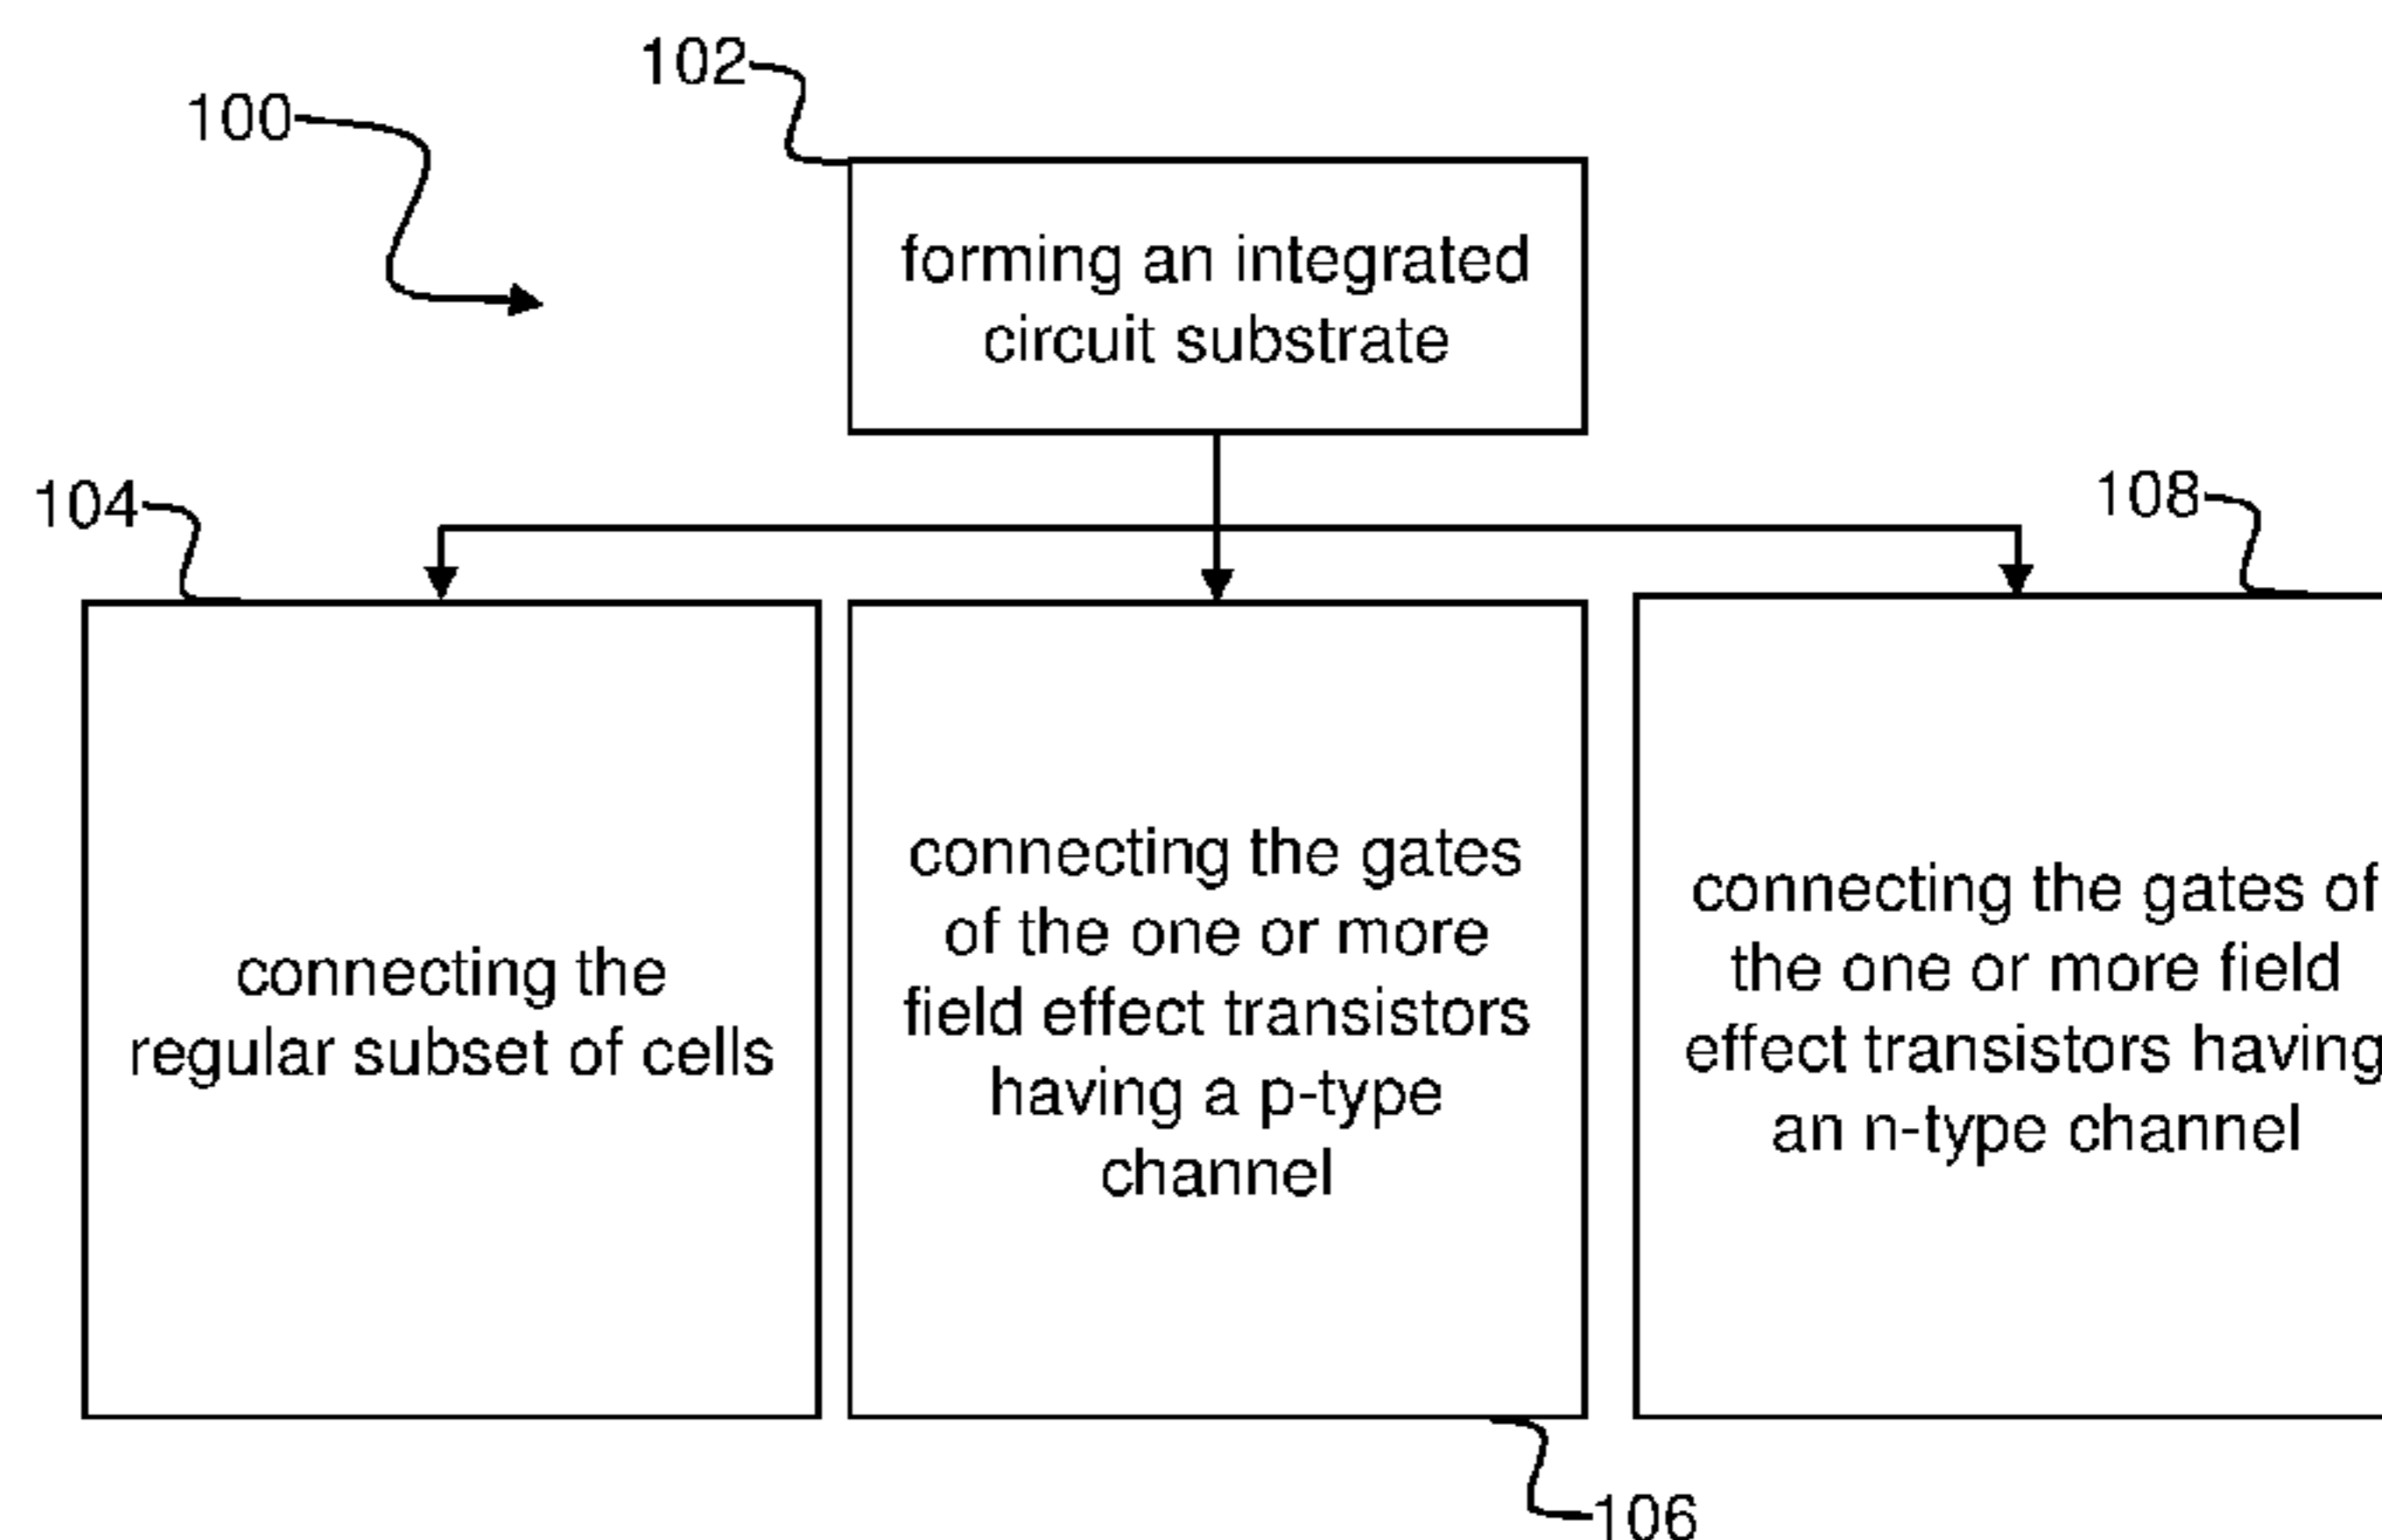 102
100
forming an integrated
circuit substrate
104
108
connecting the
regular subset of cells
connecting the gates
of the one or more
field effect transistors
having a p-type
channel
connecting the gates of
the one or more field
effect transistors having
an n-type channel
106